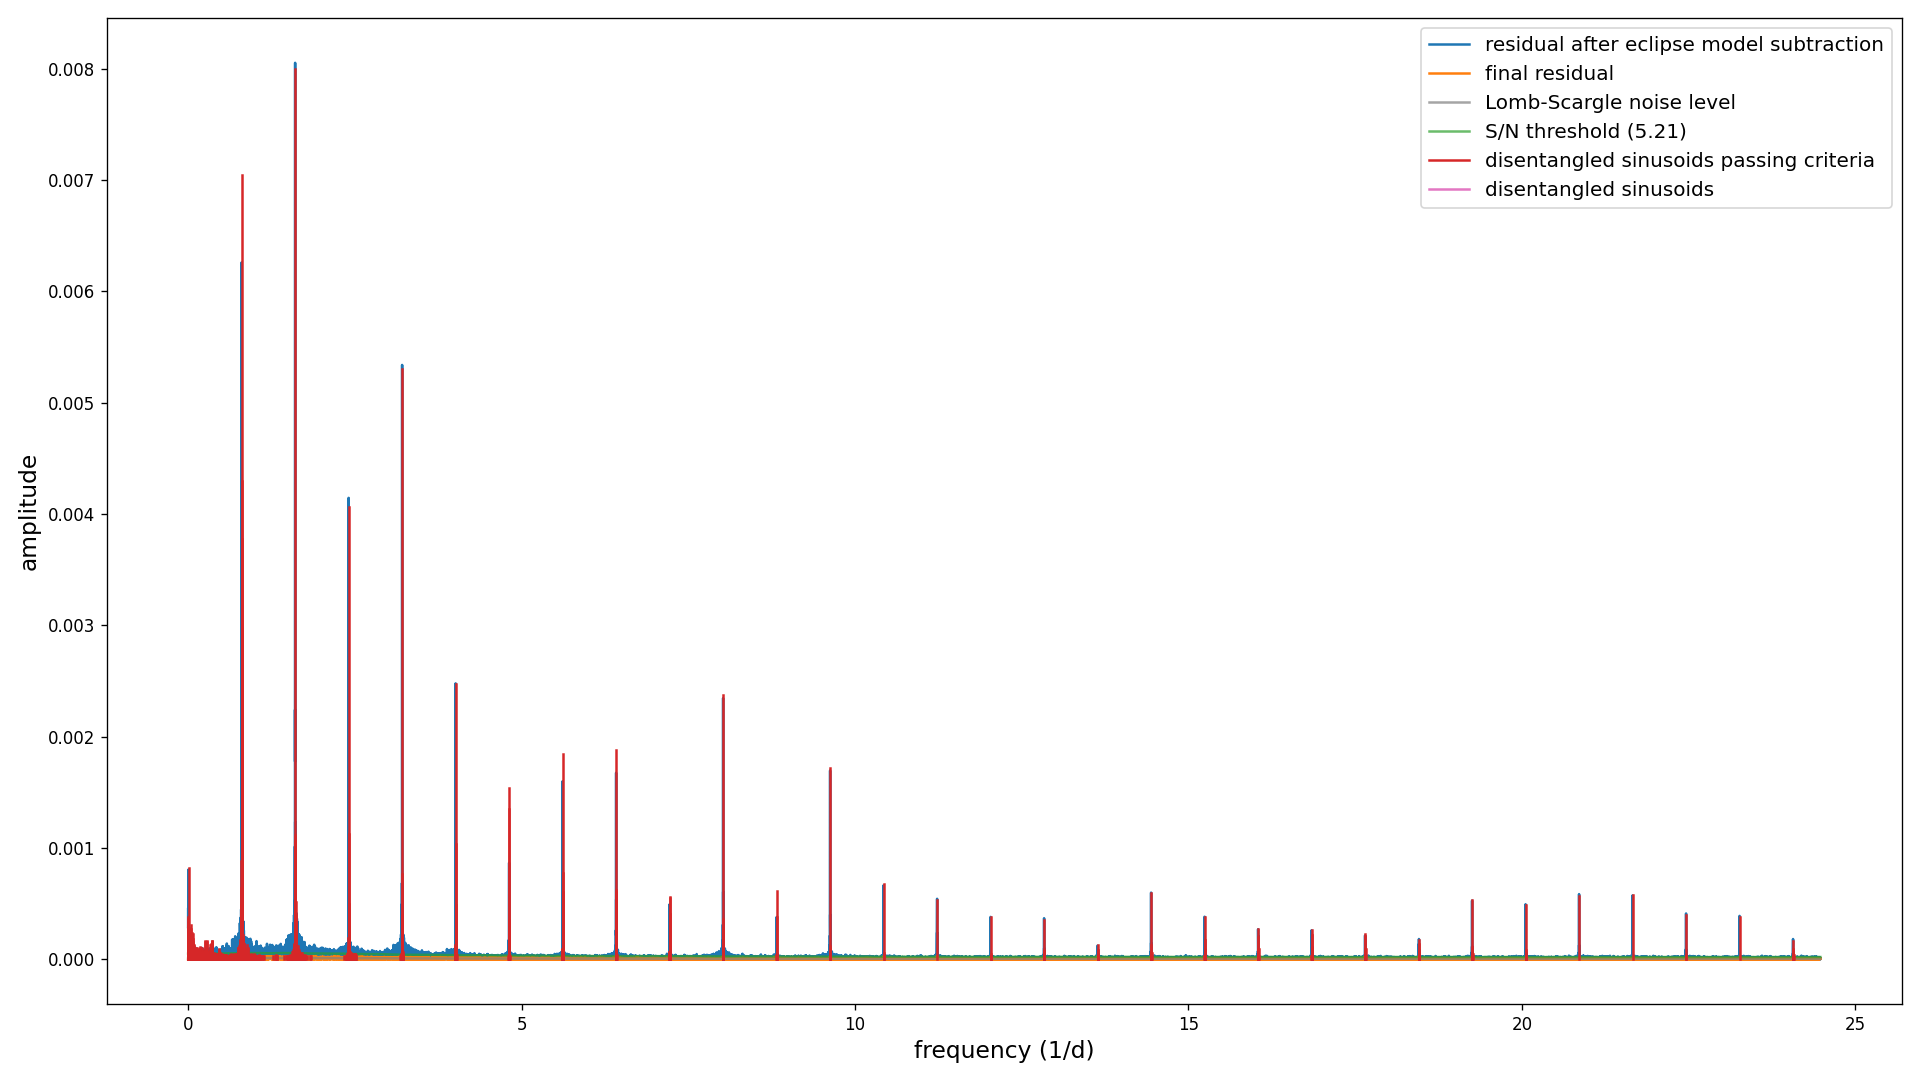 residual after eclipse model subtraction
final residual
Lomb-Scargle noise level
S/N threshold (5.21)
disentangled sinusoids passing criteria
disentangled sinusoids
0.008
0.007
0.006
0.005
0.004
0.003
0.002
0.001
0.000
amplitude
0 5 10 15 20 25
frequency (1/d)